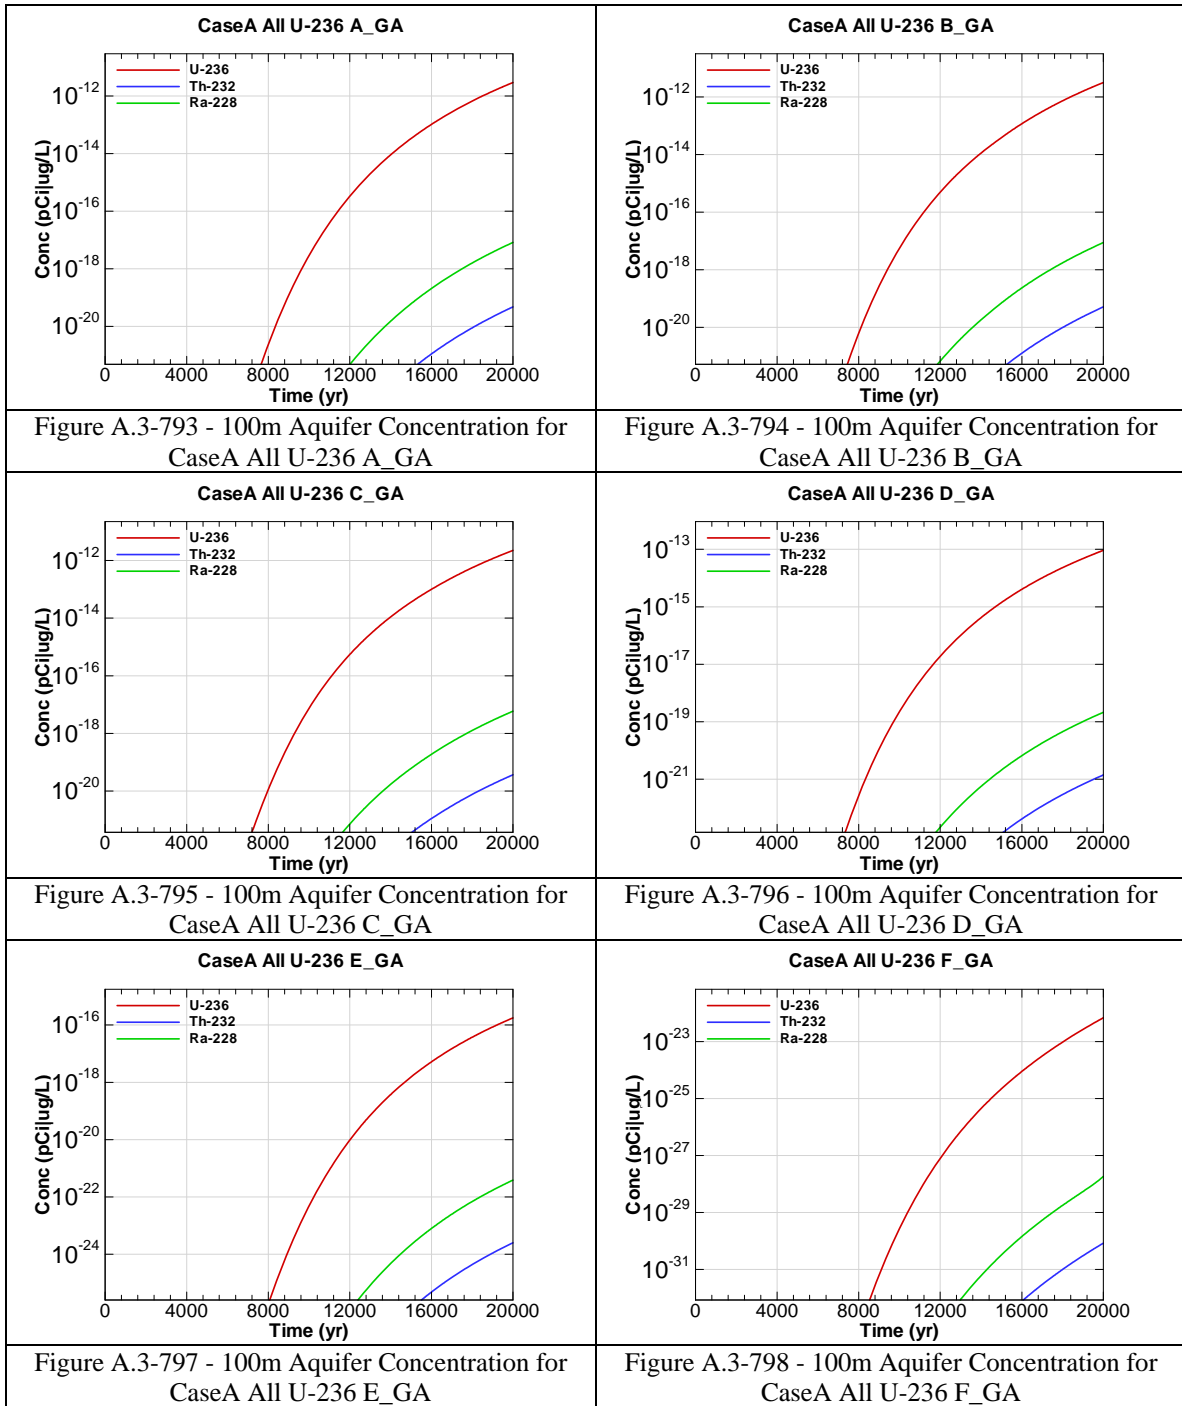 CaseA All U-236 A_GA
U-236
Th-232
Ra-228
10-12
10-14
10-16
10-18
10-20
Conc (pCi|ug/L)
0 4000 8000 12000 16000 20000
Time (yr)
Figure A.3-793 - 100m Aquifer Concentration for
CaseA All U-236 A_GA
CaseA All U-236 B_GA
U-236
Th-232
Ra-228
10-12
10-14
10-16
10-18
10-20
Conc (pCi|ug/L)
0 4000 8000 12000 16000 20000
Time (yr)
Figure A.3-794 - 100m Aquifer Concentration for
CaseA All U-236 B_GA
CaseA All U-236 C_GA
U-236
Th-232
Ra-228
10-12
10-14
10-16
10-18
10-20
Conc (pCi|ug/L)
0 4000 8000 12000 16000 20000
Time (yr)
Figure A.3-795 - 100m Aquifer Concentration for
CaseA All U-236 C_GA
CaseA All U-236 D_GA
U-236
Th-232
Ra-228
10-13
10-15
10-17
10-19
10-21
Conc (pCi|ug/L)
0 4000 8000 12000 16000 20000
Time (yr)
Figure A.3-796 - 100m Aquifer Concentration for
CaseA All U-236 D_GA
CaseA All U-236 E_GA
U-236
Th-232
Ra-228
10-16
10-18
10-20
10-22
10-24
Conc (pCi|ug/L)
0 4000 8000 12000 16000 20000
Time (yr)
Figure A.3-797 - 100m Aquifer Concentration for
CaseA All U-236 E_GA
CaseA All U-236 F_GA
U-236
Th-232
Ra-228
10-23
10-25
10-27
10-29
10-31
Conc (pCi|ug/L)
0 4000 8000 12000 16000 20000
Time (yr)
Figure A.3-798 - 100m Aquifer Concentration for
CaseA All U-236 F_GA